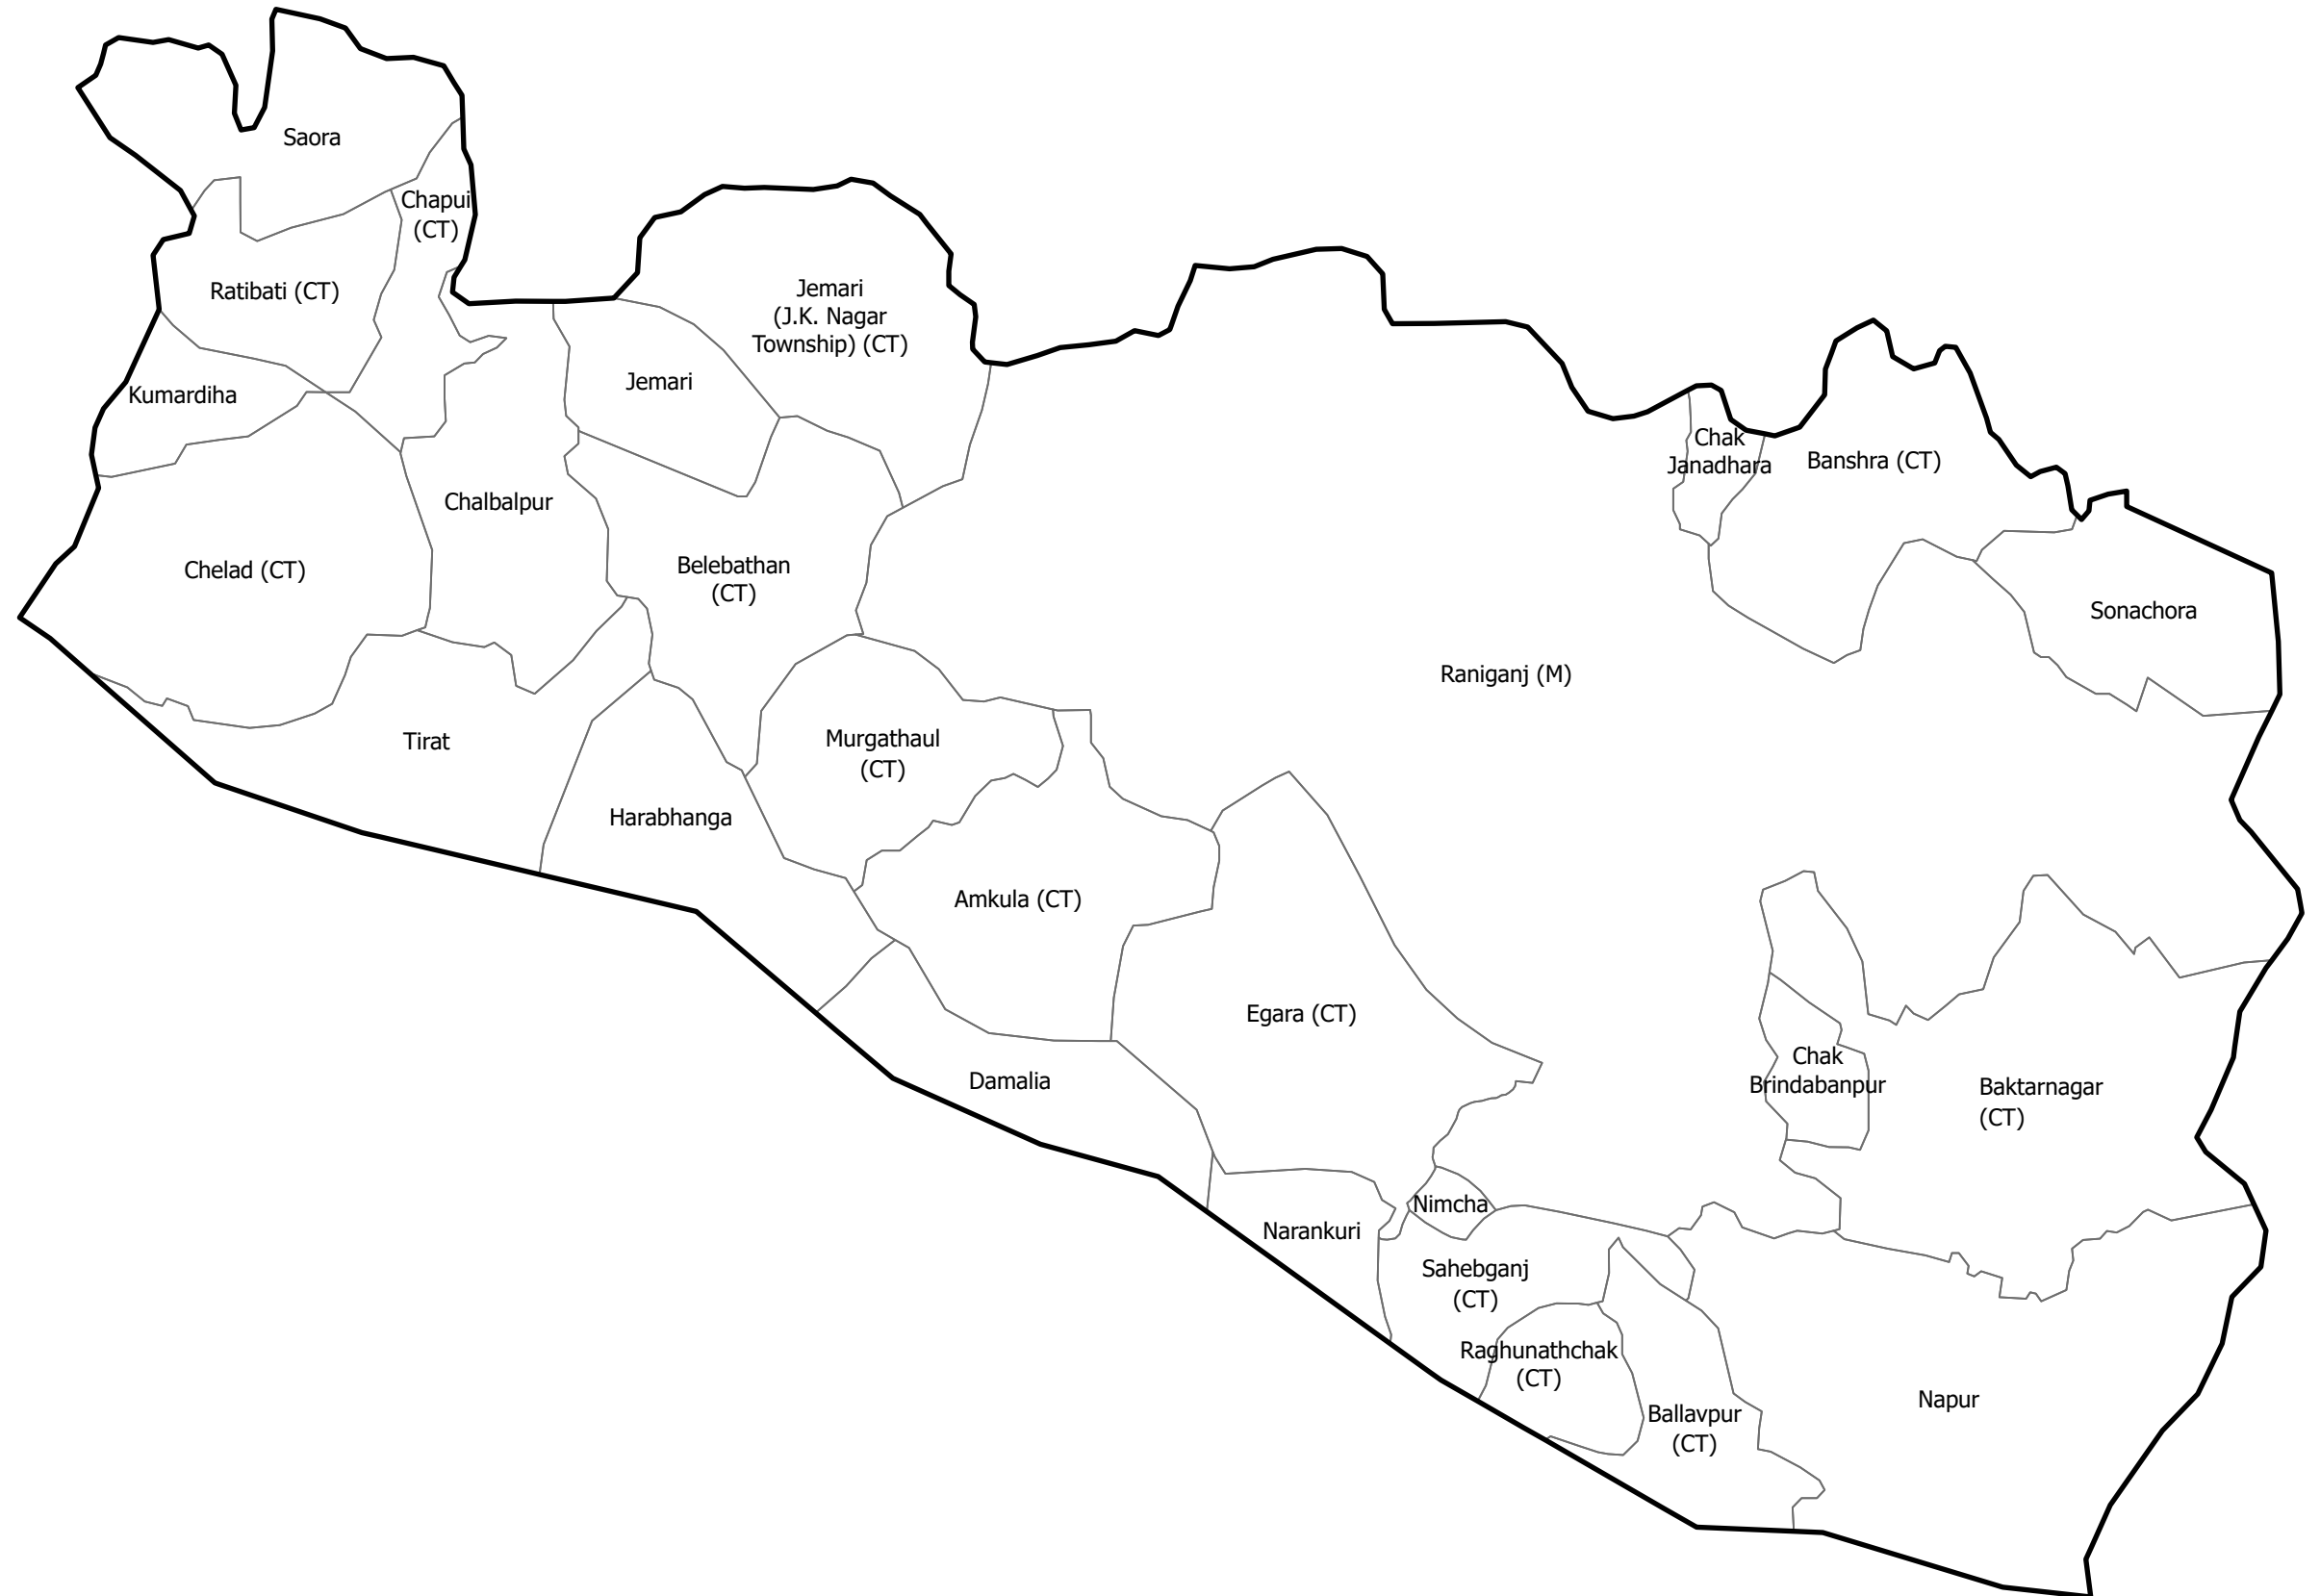 Saora
Chapui
(CT)
Ratibati (CT)
Jemari
(J.K. Nagar
Township) (CT)
Jemari
Kumardiha
Chak
Janadhara
Banshra (CT)
Chalbalpur
Chelad (CT)
Belebathan
(CT)
Sonachora
Raniganj (M)
Tirat
Murgathaul
(CT)
Harabhanga
Amkula (CT)
Egara (CT)
Damalia
Chak
Brindabanpur
Baktarnagar
(CT)
Nimcha
Narankuri
Sahebganj
(CT)
Raghunathchak
(CT)
Ballavpur
(CT)
Napur